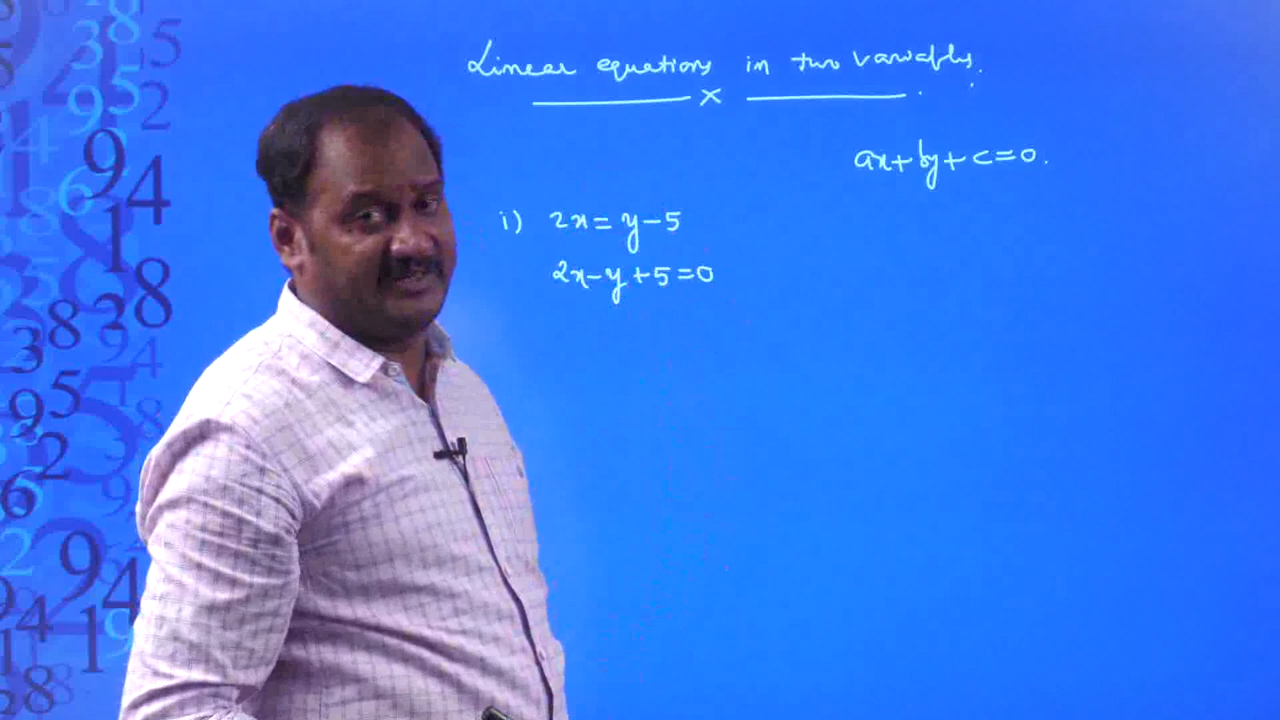 Linear equations in two variables.
ax+by+c=0.
i) 2x=y-5
2x-y+5=0